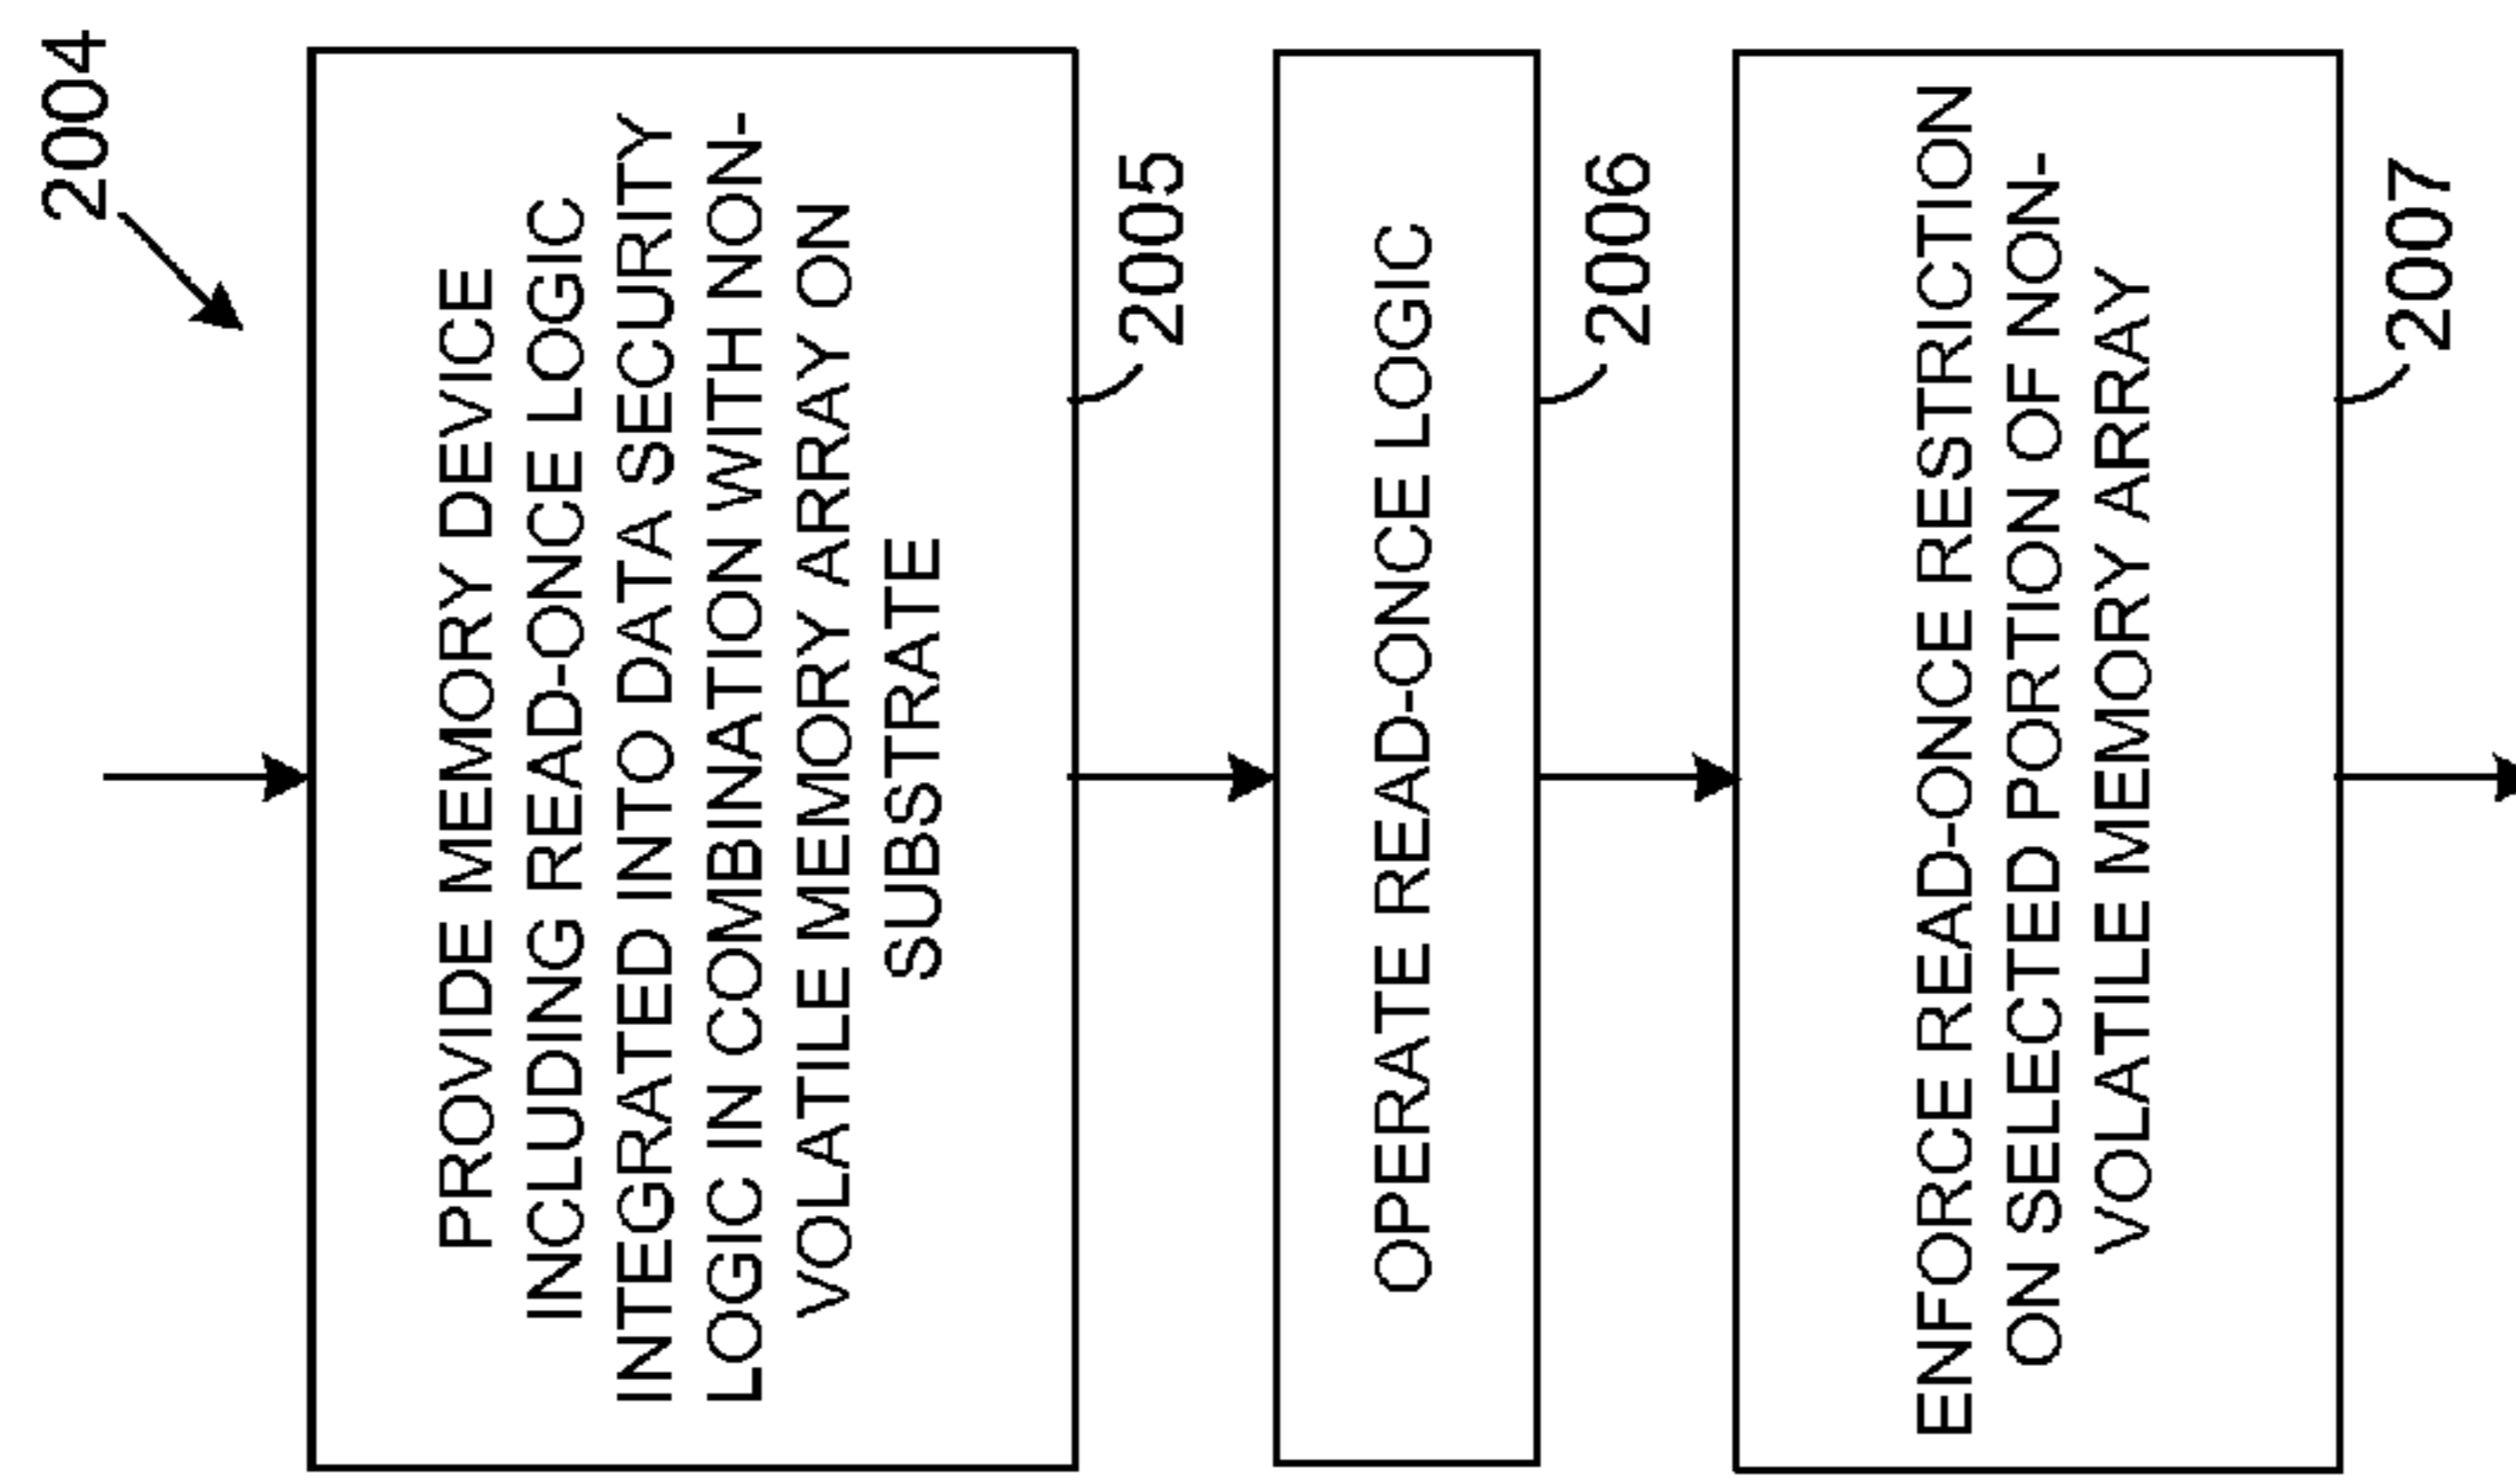 2004
PROVIDE MEMORY DEVICE
INCLUDING READ-ONCE LOGIC
INTEGRATED INTO DATA SECURITY
LOGIC IN COMBINATION WITH NON-
VOLATILE MEMORY ARRAY ON
SUBSTRATE
2005
OPERATE READ-ONCE LOGIC
2006
ENFORCE READ-ONCE RESTRICTION
ON SELECTED PORTION OF NON-
VOLATILE MEMORY ARRAY
2007